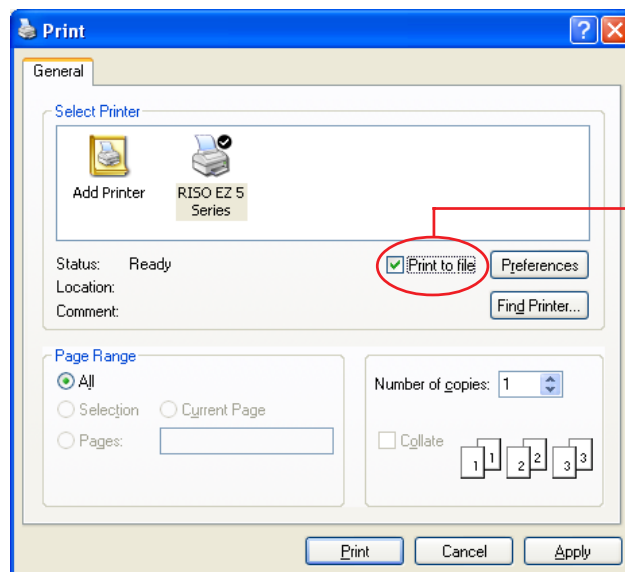 Print
General
Select Printer
Add Printer
RISO EZ 5
Series
Status: Ready
Location:
Comment:
Print to file
Preferences
Find Printer...
Page Range
All
Selection
Current Page
Pages:
Number of copies: 1
Collate
1 1 2 2 3 3
Print
Cancel
Apply